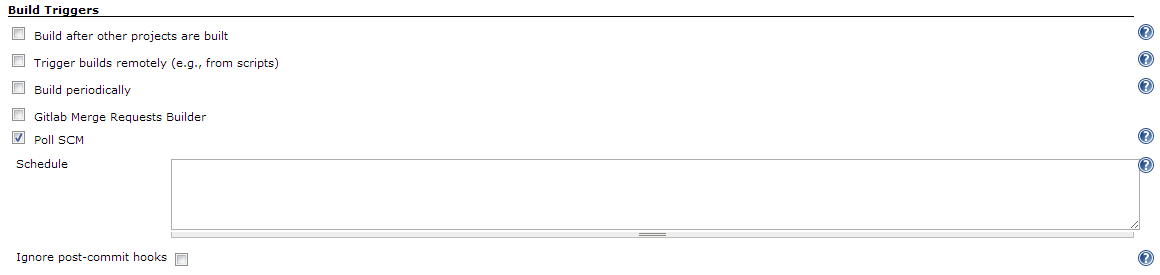 Build Triggers
Build after other projects are built
Trigger builds remotely (e.g., from scripts)
Build periodically
Gitlab Merge Requests Builder
Poll SCM
Schedule
Ignore post-commit hooks